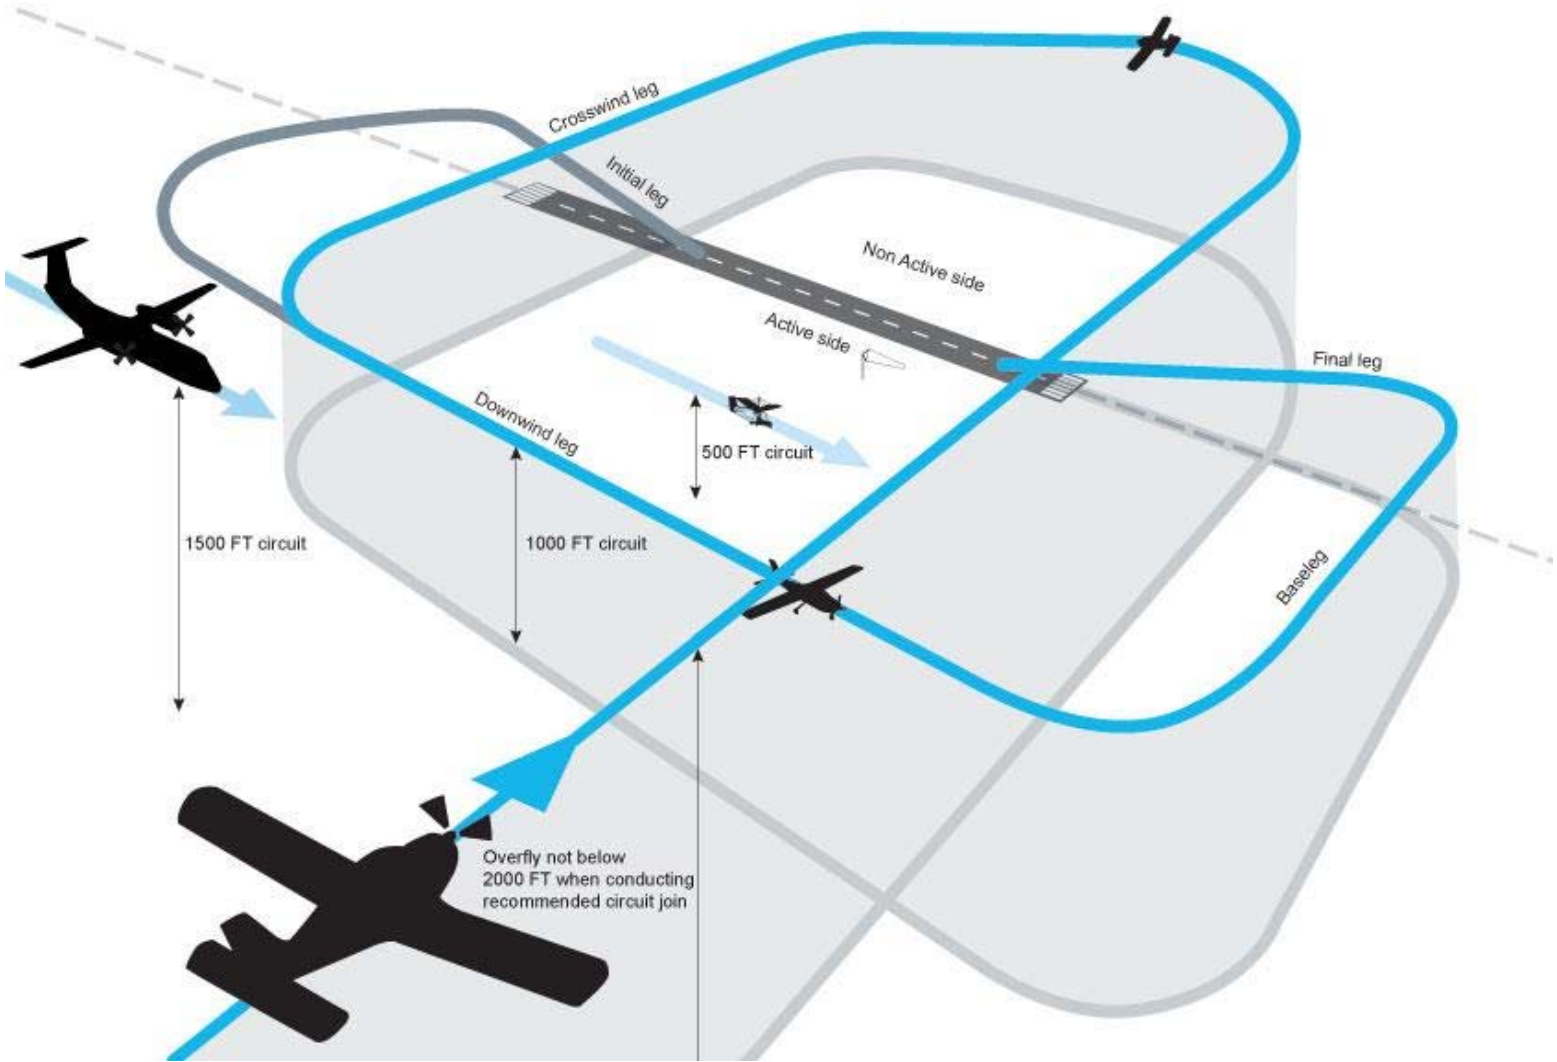 Crosswind leg
Initial leg
Non Active side
Active side
Final leg
Downwind leg
500 FT circuit
1500 FT circuit
1000 FT circuit
Baseleg
Overfly not below
2000 FT when conducting
recommended circuit join